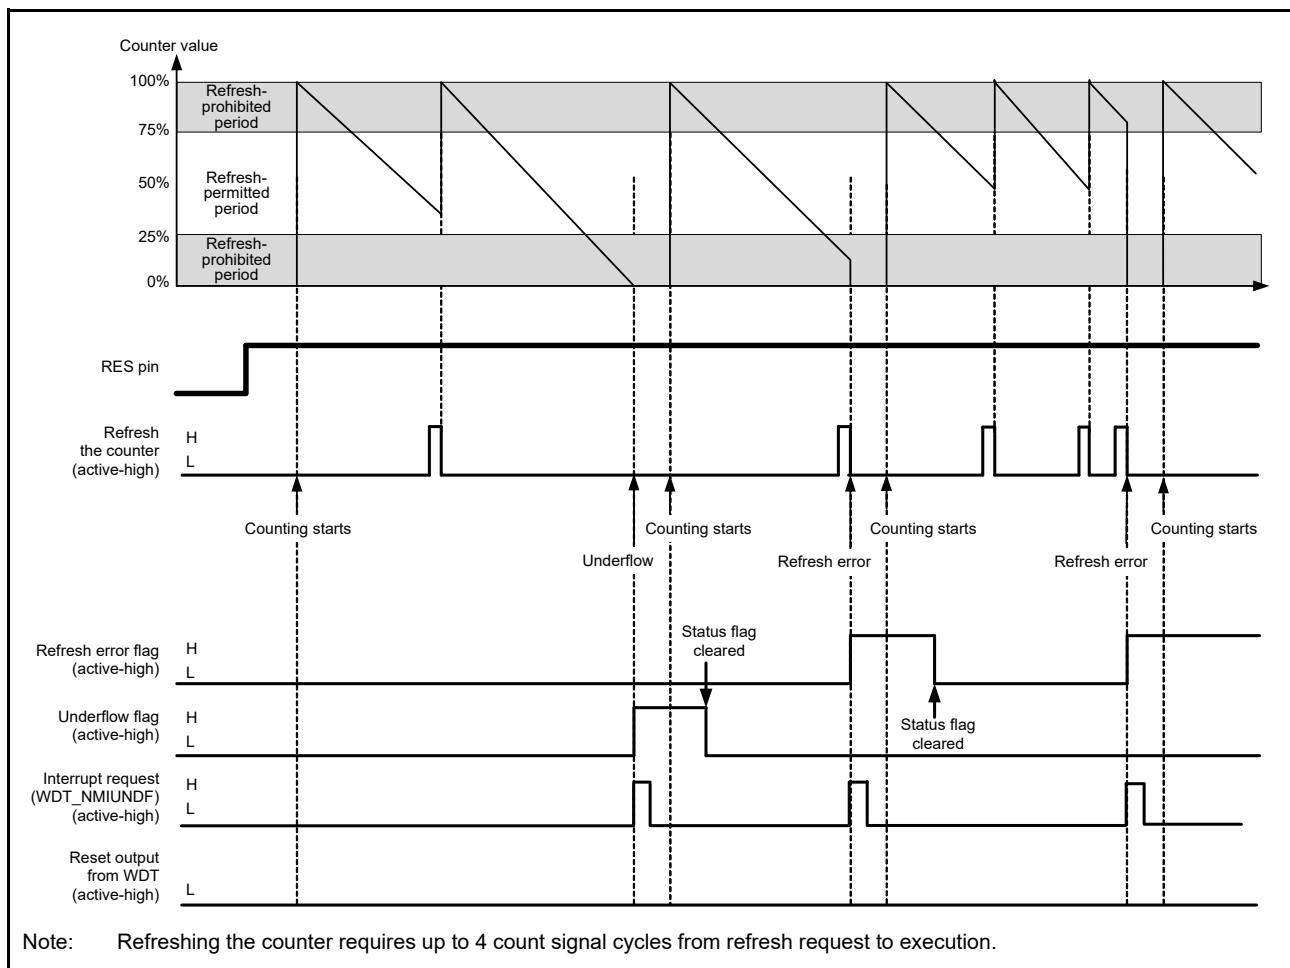 Counter value
100%
Refresh-
prohibited
period
75%
50%
Refresh-
permitted
period
25%
Refresh-
prohibited
period
0%
RES pin
Refresh
the counter
(active-high)
H
L
Counting starts
Counting starts
Counting starts
Counting starts
Underflow
Refresh error
Refresh error
Status flag
cleared
Refresh error flag
(active-high)
H
L
Status flag
cleared
Underflow flag
(active-high)
H
L
Interrupt request
(WDT_NMIUNDF)
(active-high)
H
L
Reset output
from WDT
(active-high)
L
Note: Refreshing the counter requires up to 4 count signal cycles from refresh request to execution.